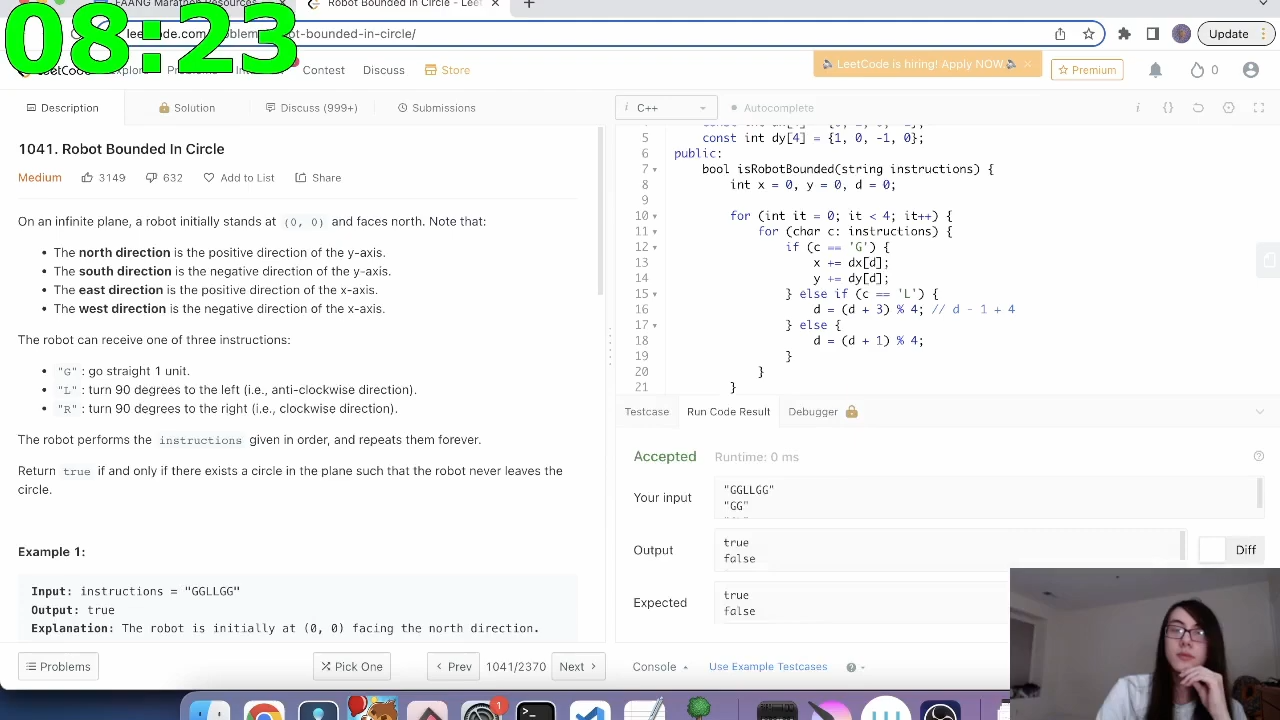 08:23
FAANG Marathon Resources
Robot Bounded In Circle - Leet
ot-bounded-in-circle/
Update
Contest
Discuss
Store
LeetCode is hiring! Apply NOW.
Premium
0
Description
Solution
Discuss (999+)
Submissions
i C++
Autocomplete
1041. Robot Bounded In Circle
Medium
3149
632
Add to List
Share
On an infinite plane, a robot initially stands at (0, 0) and faces north. Note that:
• The north direction is the positive direction of the y-axis.
• The south direction is the negative direction of the y-axis.
• The east direction is the positive direction of the x-axis.
• The west direction is the negative direction of the x-axis.
The robot can receive one of three instructions:
• "G" : go straight 1 unit.
• "L" : turn 90 degrees to the left (i.e., anti-clockwise direction).
• "R" : turn 90 degrees to the right (i.e., clockwise direction).
The robot performs the instructions given in order, and repeats them forever.
Return true if and only if there exists a circle in the plane such that the robot never leaves the
circle.
Example 1:
Input: instructions = "GGLLGG"
Output: true
Explanation: The robot is initially at (0, 0) facing the north direction.
Problems
Pick One
Prev
1041/2370
Next
5 const int dy[4] = {1, 0, -1, 0};
6 public:
7 bool isRobotBounded(string instructions) {
8 int x = 0, y = 0, d = 0;
9
10 for (int it = 0; it < 4; it++) {
11 for (char c: instructions) {
12 if (c == 'G') {
13 x += dx[d];
14 y += dy[d];
15 } else if (c == 'L') {
16 d = (d + 3) % 4; // d - 1 + 4
17 } else {
18 d = (d + 1) % 4;
19 }
20 }
21 }
Testcase
Run Code Result
Debugger
Accepted
Runtime: 0 ms
Your input
"GGLLGG"
"GG"
Output
true
false
Diff
Expected
true
false
Console
Use Example Testcases
1